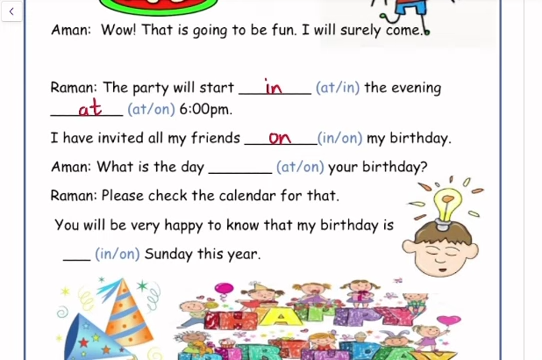 Aman: Wow! That is going to be fun. I will surely come.
Raman: The party will start in (at/in) the evening
at (at/on) 6:00pm.
I have invited all my friends on (in/on) my birthday.
Aman: What is the day ________ (at/on) your birthday?
Raman: Please check the calendar for that.
You will be very happy to know that my birthday is
____ (in/on) Sunday this year.
HAPPY
BIRTHDAY